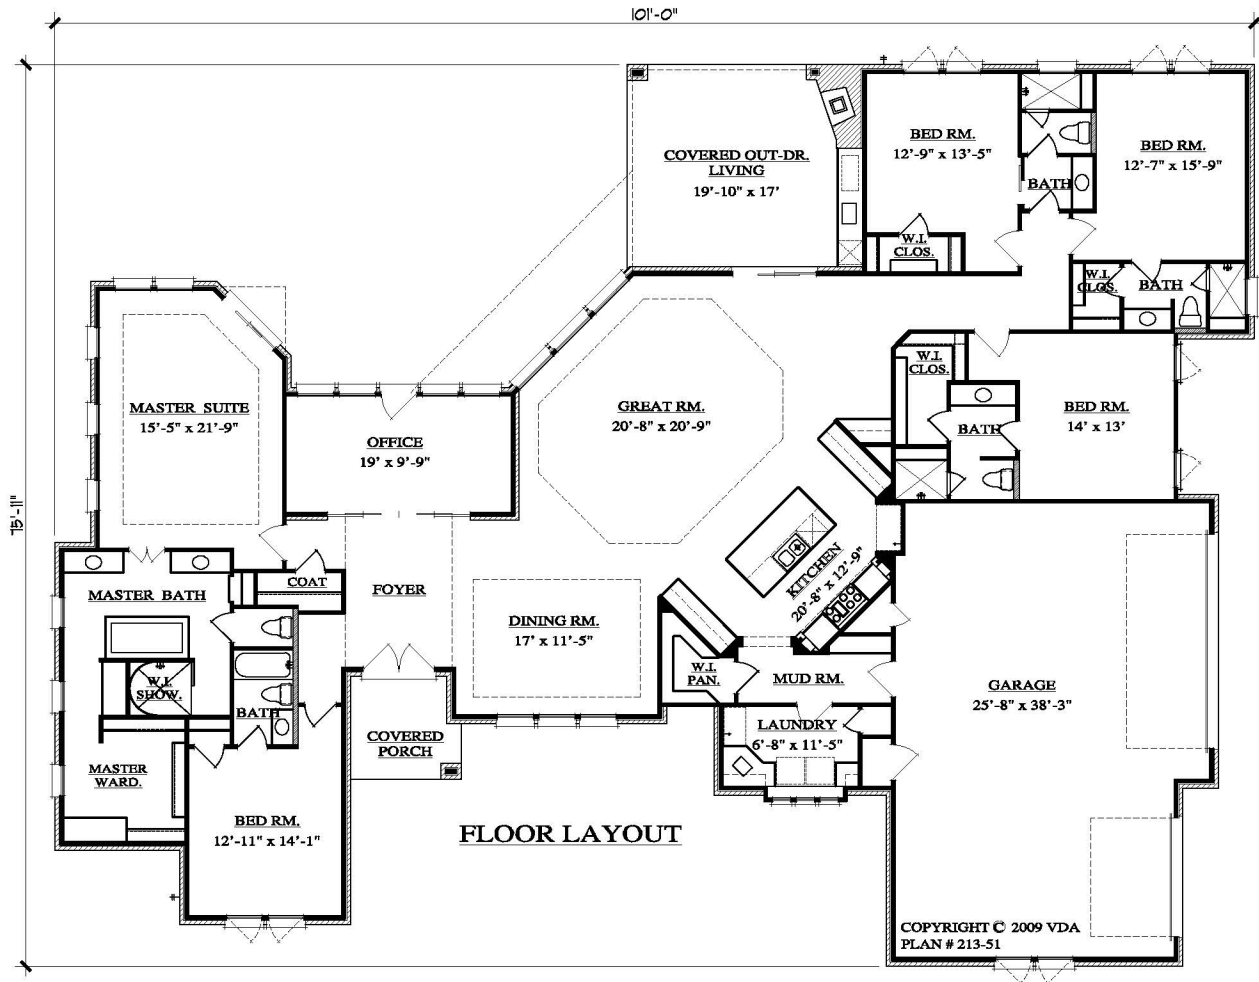 101'-0"
75'-11"
COVERED OUT-DR.
LIVING
19'-10" x 17'
BED RM.
12'-9" x 13'-5"
BED RM.
12'-7" x 15'-9"
BATH
W.I.
CLOS.
W.I.
CLOS.
BATH
MASTER SUITE
15'-5" x 21'-9"
OFFICE
19' x 9'-9"
GREAT RM.
20'-8" x 20'-9"
W.I.
CLOS.
BATH
BED RM.
14' x 13'
MASTER BATH
COAT
FOYER
DINING RM.
17' x 11'-5"
KITCHEN
20'-8" x 12'-9"
W.I.
SHOW.
BATH
W.I.
PAN.
MUD RM.
GARAGE
25'-8" x 38'-3"
COVERED
PORCH
LAUNDRY
6'-8" x 11'-5"
MASTER
WARD.
BED RM.
12'-11" x 14'-1"
FLOOR LAYOUT
COPYRIGHT © 2009 VDA
PLAN # 213-51